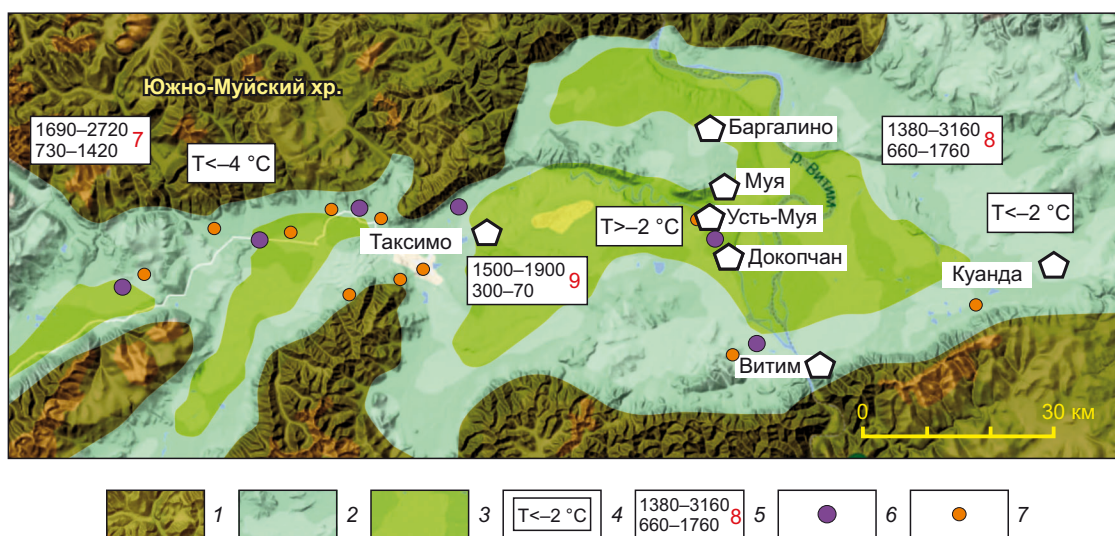 Южно-Муйский хр.
1690–2720
730–1420
7
T<–4 °C
Баргалино
1380–3160
660–1760
8
р. Витим
Муя
T>–2 °C
Усть-Муя
T<–2 °C
Таксимо
Докопчан
Куанда
1500–1900
300–70
9
Витим
0
30 км
1
2
3
T<–2 °C
4
1380–3160
660–1760
8
5
6
7